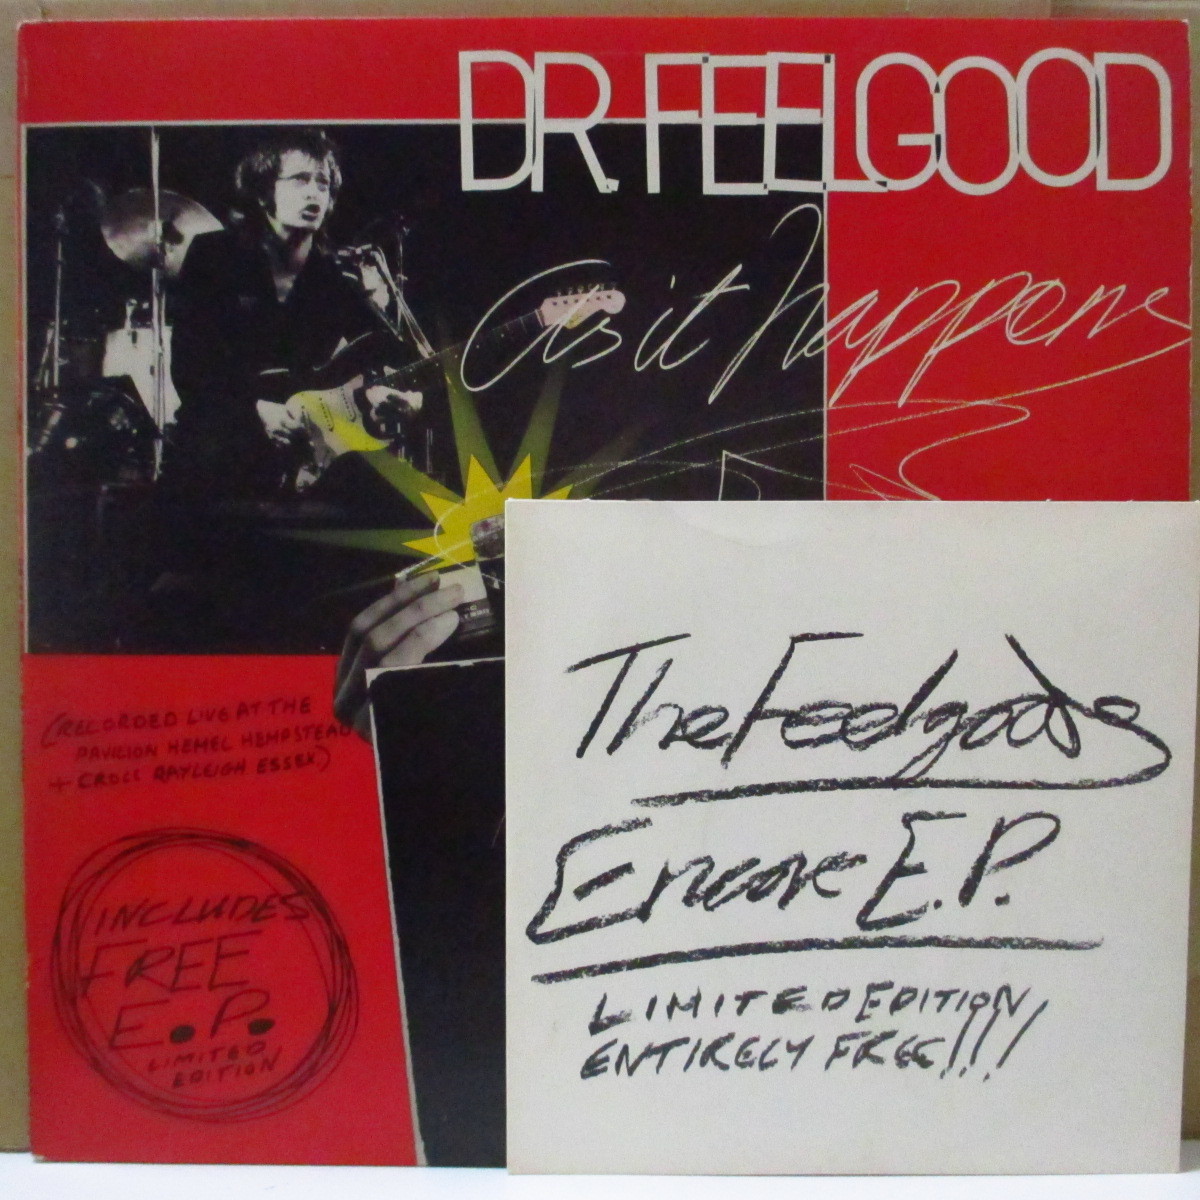 DR. FEELGOOD
as it happens
(RECORDED LIVE AT THE
PAVILION HEMEL HEMPSTEAD
+ CROCS RAYLEIGH ESSEX)
INCLUDES
FREE
E.P.
LIMITED
EDITION
The Feelgoods
Encore E.P.
LIMITED EDITION
ENTIRELY FREE!!!